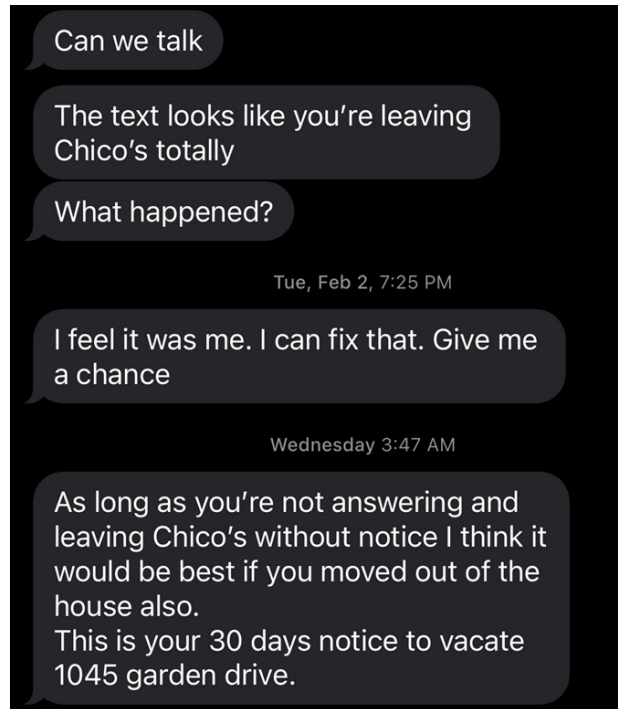 Can we talk
The text looks like you’re leaving
Chico’s totally
What happened?
Tue, Feb 2, 7:25 PM
I feel it was me. I can fix that. Give me
a chance
Wednesday 3:47 AM
As long as you’re not answering and
leaving Chico’s without notice I think it
would be best if you moved out of the
house also.
This is your 30 days notice to vacate
1045 garden drive.